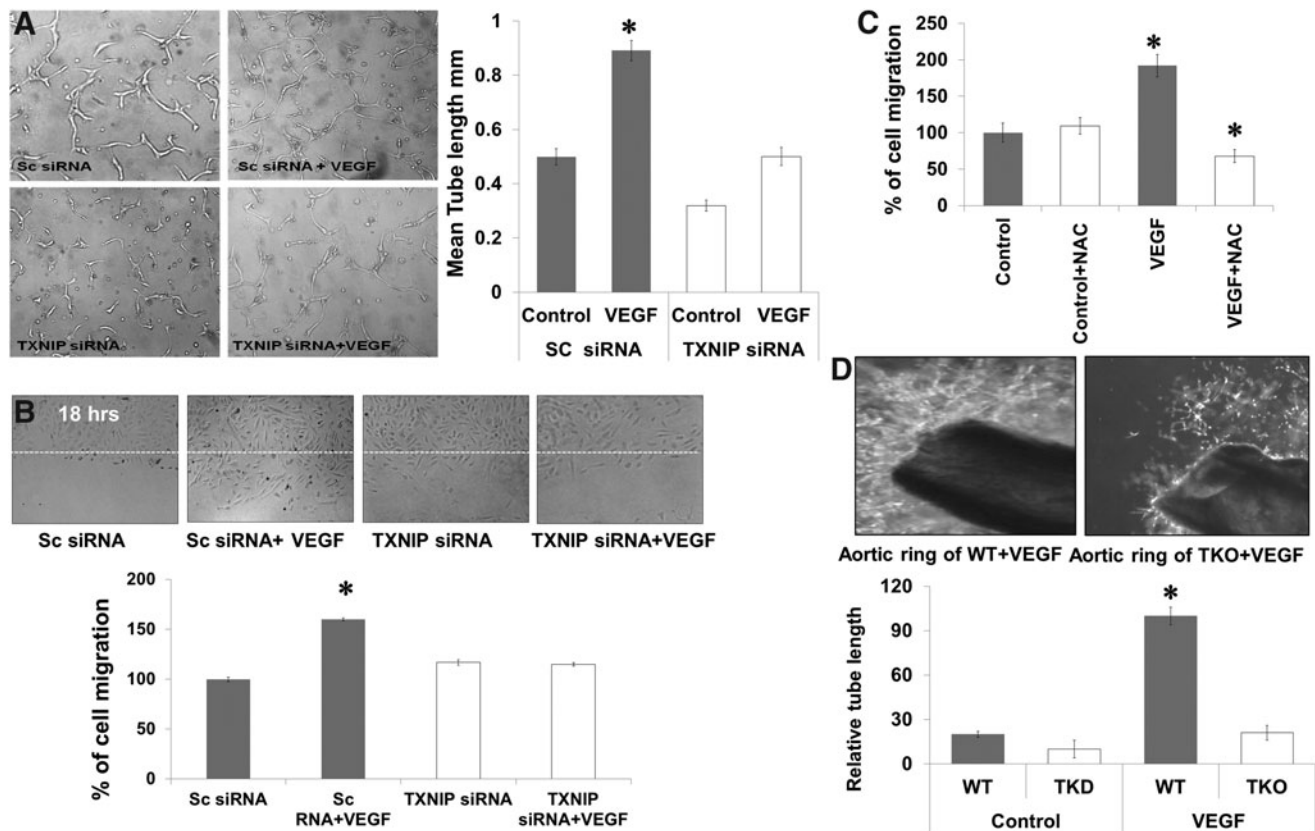 A
Sc siRNA
Sc siRNA + VEGF
TXNIP siRNA
TXNIP siRNA+VEGF
Mean Tube length mm
1
0.8
0.6
0.4
0.2
0
*
Control VEGF Control VEGF
SC siRNA TXNIP siRNA
B
18 hrs
Sc siRNA Sc siRNA+ VEGF TXNIP siRNA TXNIP siRNA+VEGF
% of cell migration
200
150
100
50
0
*
Sc siRNA Sc TXNIP siRNA TXNIP
RNA+VEGF siRNA+VEGF
C
% of cell migration
250
200
150
100
50
0
*
*
Control
Control+NAC
VEGF
VEGF+NAC
D
Aortic ring of WT+VEGF Aortic ring of TKO+VEGF
Relative tube length
120
90
60
30
0
*
WT TKD WT TKO
Control VEGF